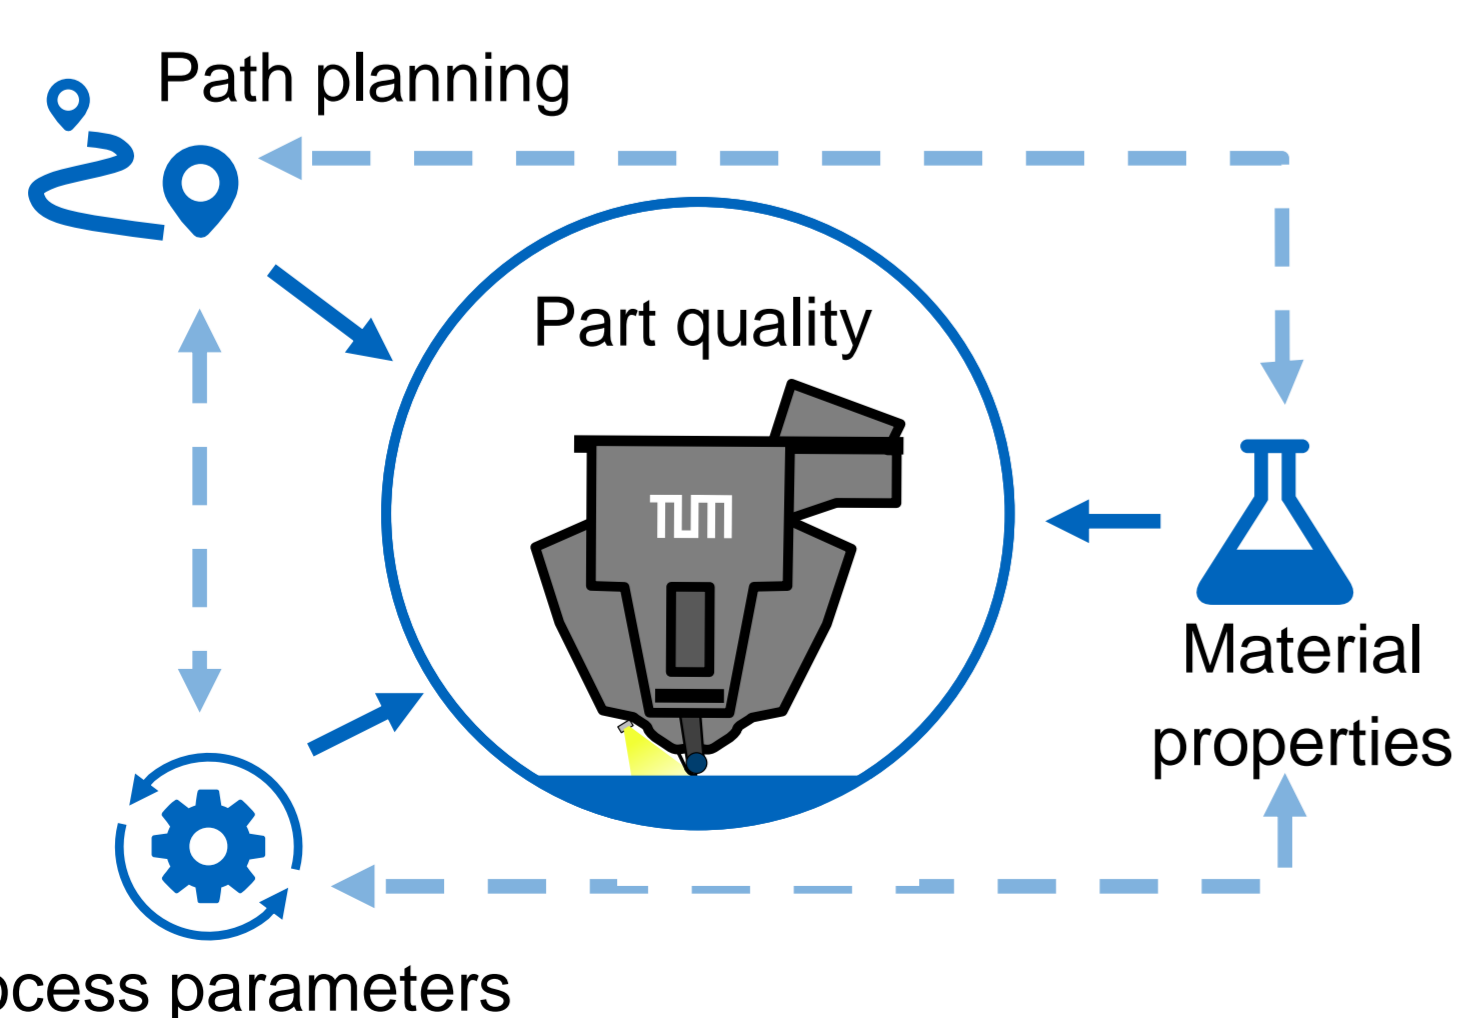 Path planning
Part quality
TUM
Material
properties
ocess parameters